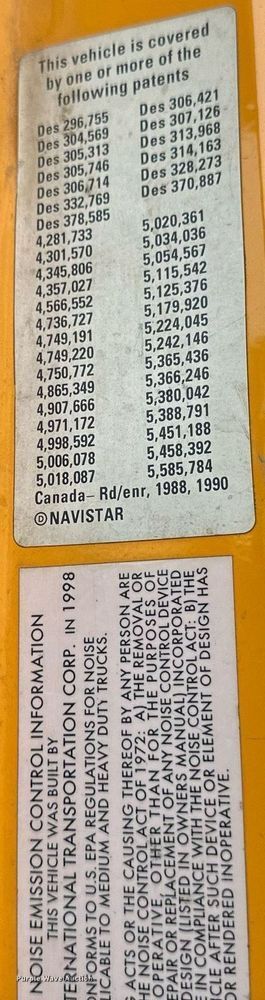 This vehicle is covered
by one or more of the
following patents
Des 296,755
Des 304,569
Des 305,313
Des 305,746
Des 306,714
Des 332,769
Des 378,585
4,281,733
4,301,570
4,345,806
4,357,027
4,566,552
4,736,727
4,749,191
4,749,220
4,750,772
4,865,349
4,907,666
4,971,172
4,998,592
5,006,078
5,018,087
Des 306,421
Des 307,126
Des 313,968
Des 314,163
Des 328,273
Des 370,887
5,020,361
5,034,036
5,054,567
5,115,542
5,125,376
5,179,920
5,224,045
5,242,146
5,365,436
5,366,246
5,380,042
5,388,791
5,451,188
5,458,392
5,585,784
Canada– Rd/enr, 1988, 1990
©NAVISTAR
NOISE EMISSION CONTROL INFORMATION
THIS VEHICLE WAS BUILT BY
NATIONAL TRANSPORTATION CORP. IN 1998
ORMS TO U.S. EPA REGULATIONS FOR NOISE
LICABLE TO MEDIUM AND HEAVY DUTY TRUCKS.
ACTS OR THE CAUSING THEREOF BY ANY PERSON ARE
HE NOISE CONTROL ACT OF 1972: A) THE REMOVAL OR
OPERATIVE, OTHER THAN FOR THE PURPOSES OF
EPAIR OR REPLACEMENT OF ANY NOISE CONTROL DEVICE
ESIGN (LISTED IN OWNERS MANUAL) INCORPORATED
IN COMPLIANCE WITH THE NOISE CONTROL ACT: B) THE
CLE AFTER SUCH DEVICE OR ELEMENT OF DESIGN HAS
R RENDERED INOPERATIVE.
Purple Wave Auction